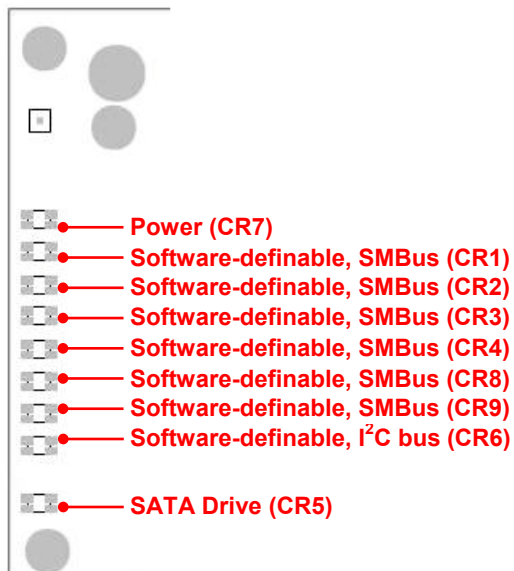 Power (CR7)
Software-definable, SMBus (CR1)
Software-definable, SMBus (CR2)
Software-definable, SMBus (CR3)
Software-definable, SMBus (CR4)
Software-definable, SMBus (CR8)
Software-definable, SMBus (CR9)
Software-definable, I²C bus (CR6)
SATA Drive (CR5)